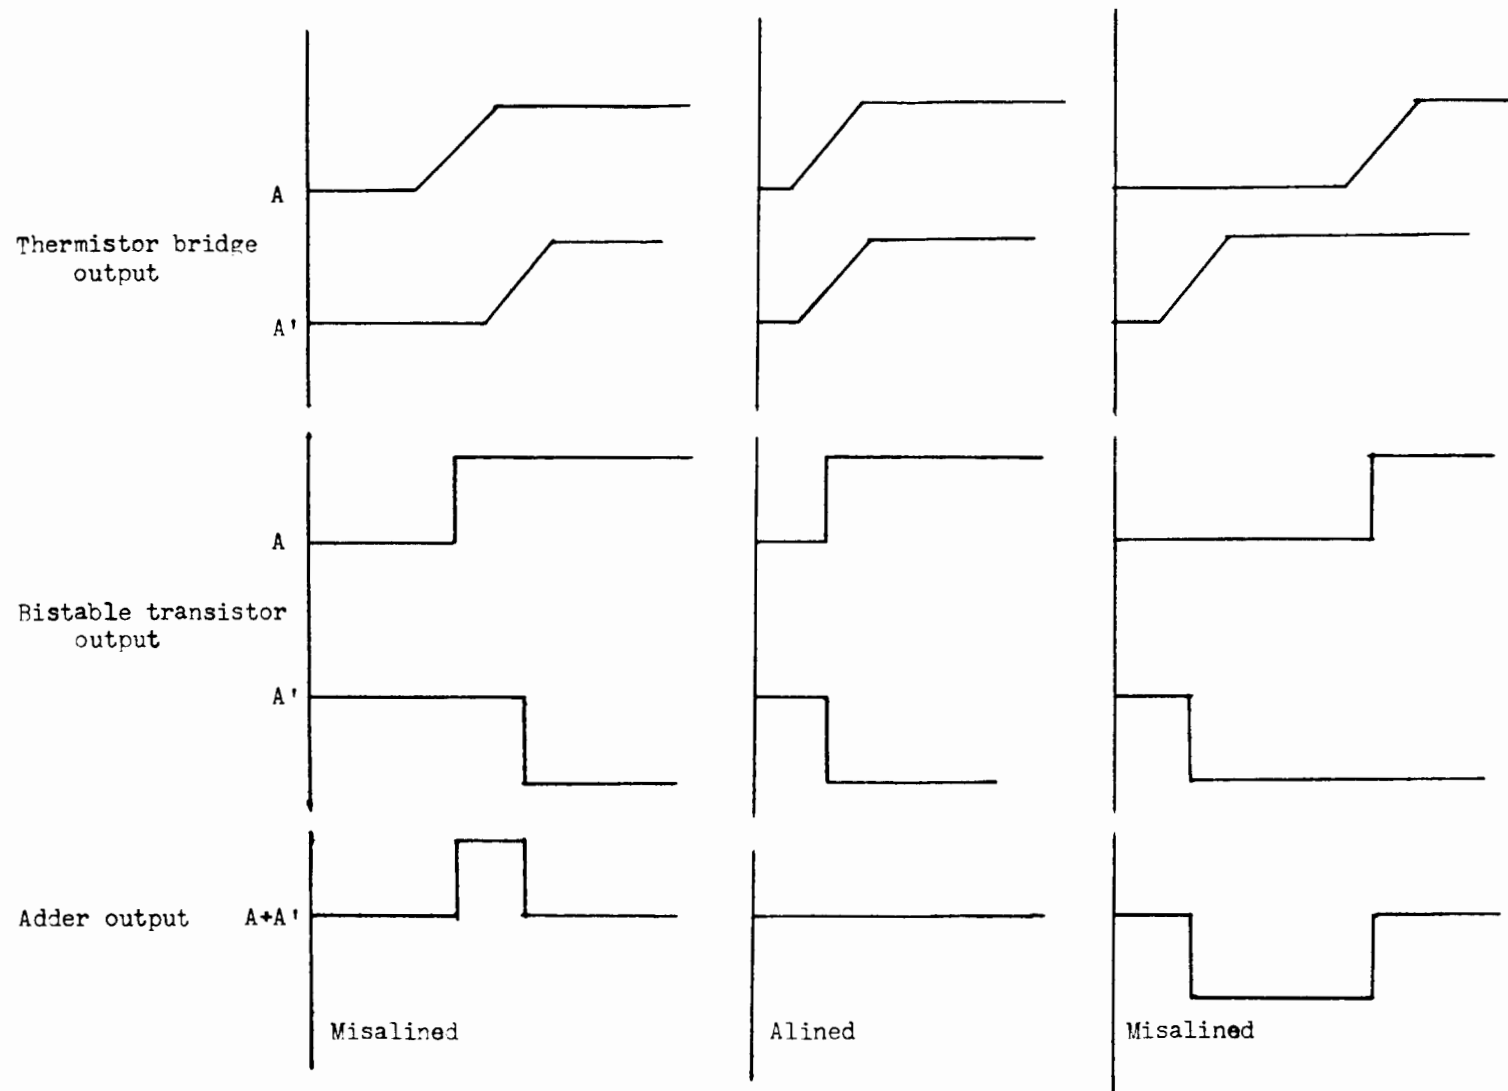 A
Thermistor bridge
output
A'
A
Bistable transistor
output
A'
Adder output A+A'
Misalined
Alined
Misalined